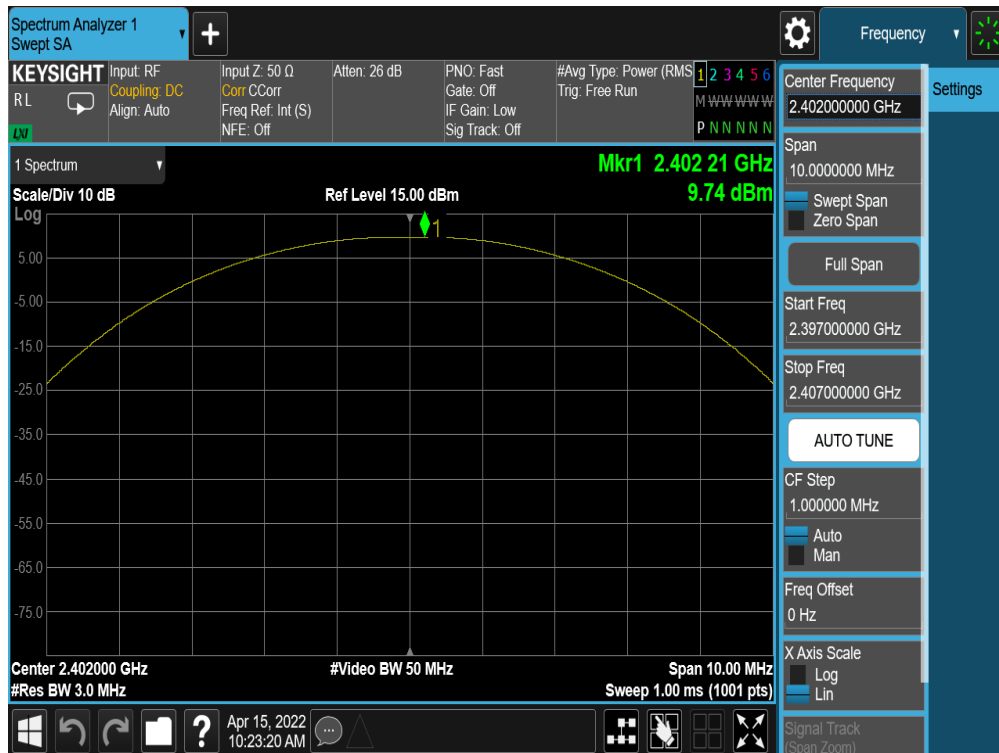 Spectrum Analyzer 1
Swept SA
+
Frequency
KEYSIGHT
RL
LXI
Input: RF
Coupling: DC
Align: Auto
Input Z: 50 Ω
Corr CCorr
Freq Ref: Int (S)
NFE: Off
Atten: 26 dB
PNO: Fast
Gate: Off
IF Gain: Low
Sig Track: Off
#Avg Type: Power (RMS
Trig: Free Run
1 2 3 4 5 6
M W W W W W
P N N N N N
1 Spectrum
Scale/Div 10 dB
Log
Ref Level 15.00 dBm
Mkr1 2.402 21 GHz
9.74 dBm
1
5.00
-5.00
-15.0
-25.0
-35.0
-45.0
-55.0
-65.0
-75.0
Center 2.402000 GHz
#Video BW 50 MHz
Span 10.00 MHz
#Res BW 3.0 MHz
Sweep 1.00 ms (1001 pts)
?
Apr 15, 2022
10:23:20 AM
Center Frequency
2.402000000 GHz
Span
10.0000000 MHz
Swept Span
Zero Span
Full Span
Start Freq
2.397000000 GHz
Stop Freq
2.407000000 GHz
AUTO TUNE
CF Step
1.000000 MHz
Auto
Man
Freq Offset
0 Hz
X Axis Scale
Log
Lin
Signal Track
(Span Zoom)
Settings